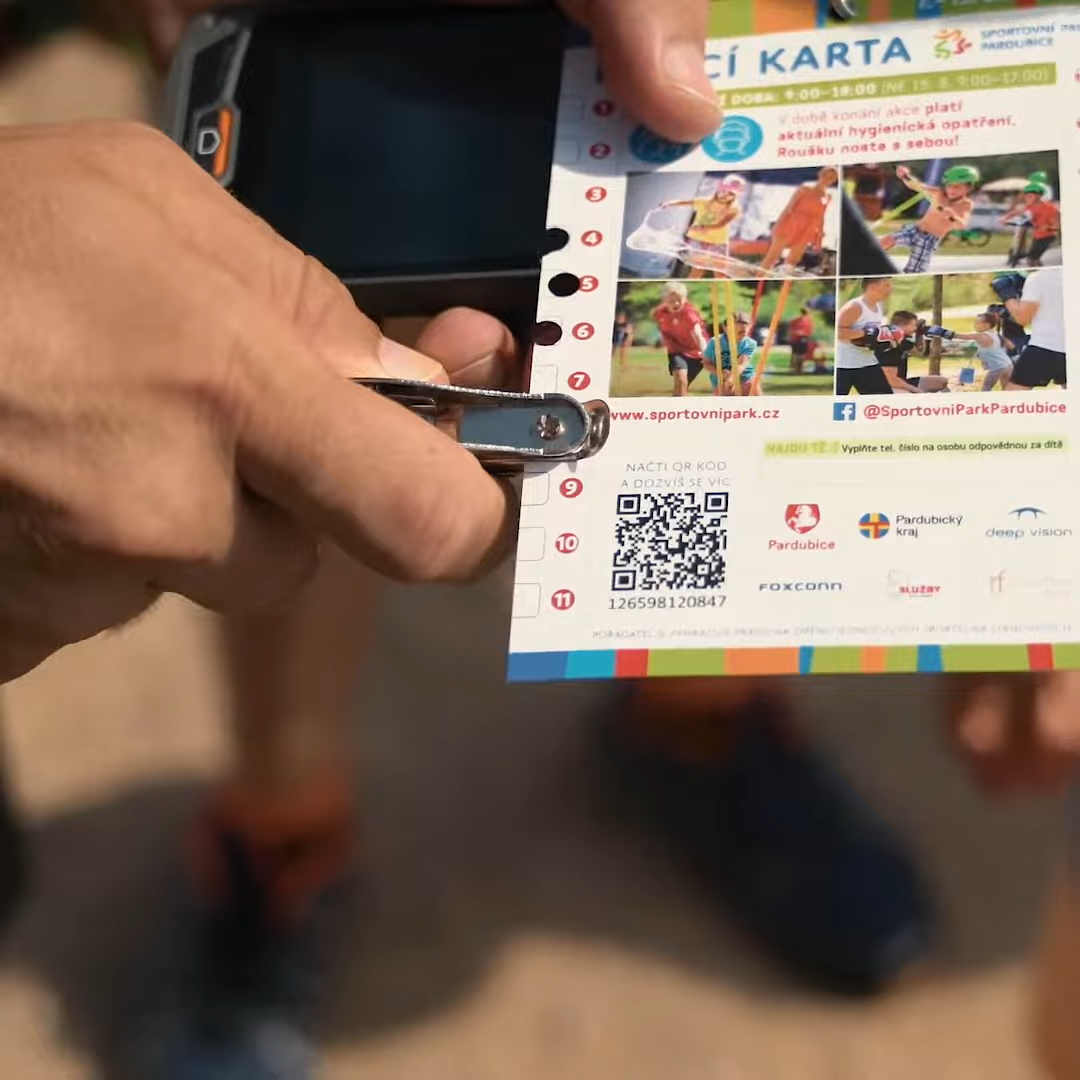 CÍ KARTA
SPORTOVNÍ
PARDUBICE
DOBA: 9:00–18:00 (NE 15. 8. 9:00–17:00)
V době konání akce platí
aktuální hygienická opatření.
Roušku noste s sebou!
1
2
3
4
5
6
7
9
10
11
www.sportovnipark.cz
@SportovniParkPardubice
NAJDU TĚ
Vyplňte tel. číslo na osobu odpovědnou za dítě
NAČTI QR KÓD
A DOZVÍŠ SE VÍC
126598120847
Pardubice
Pardubický
kraj
deep vision
FOXCONN
SLUŽBY